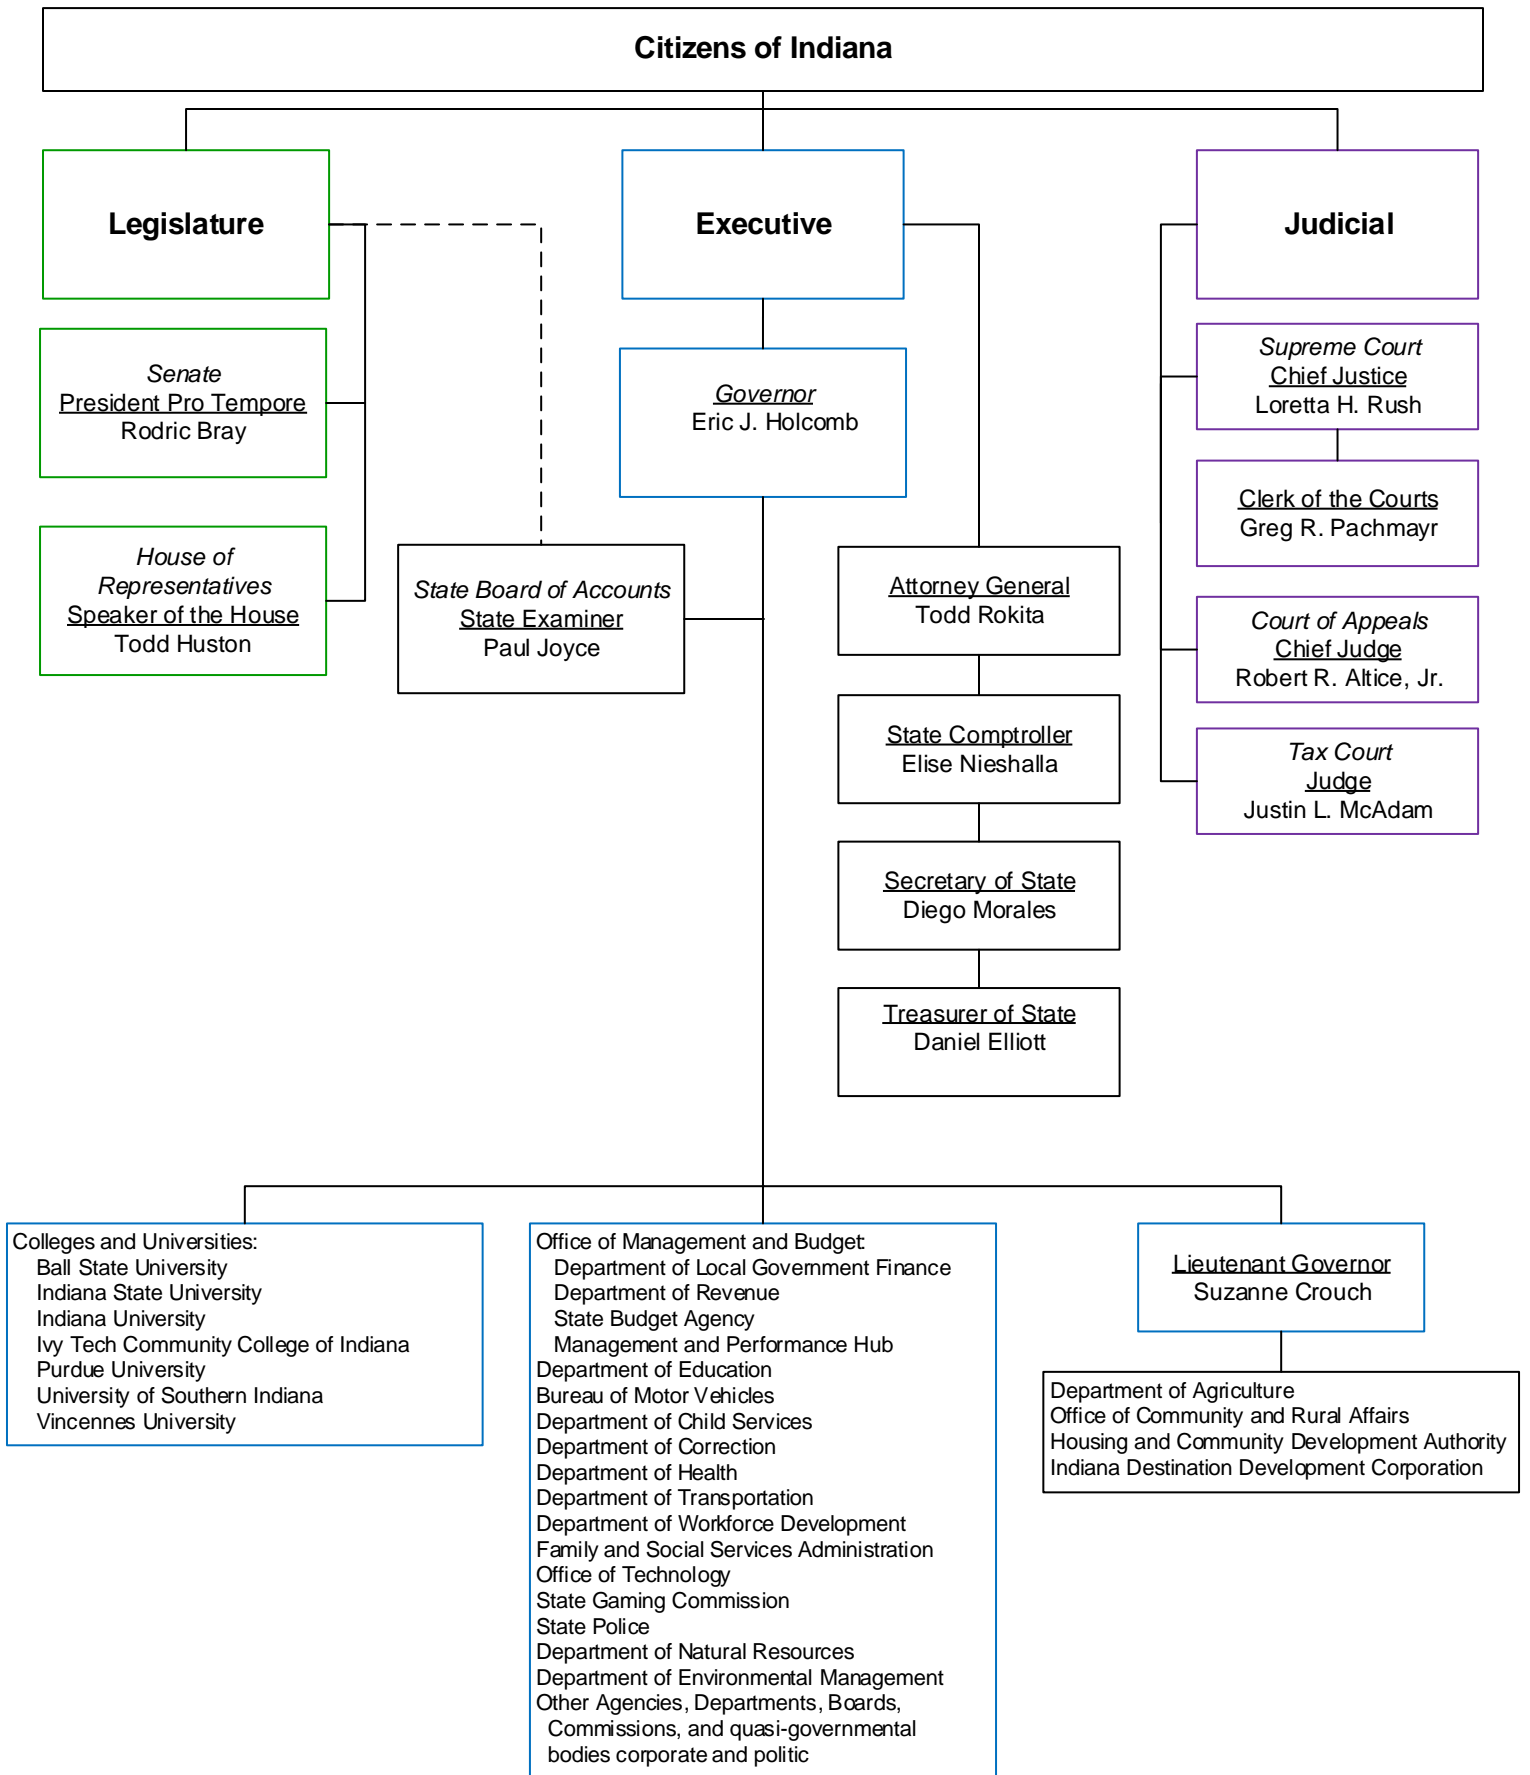 Citizens of Indiana
Legislature
Executive
Judicial
Senate
President Pro Tempore
Rodric Bray
House of
Representatives
Speaker of the House
Todd Huston
State Board of Accounts
State Examiner
Paul Joyce
Governor
Eric J. Holcomb
Attorney General
Todd Rokita
State Comptroller
Elise Nieshalla
Secretary of State
Diego Morales
Treasurer of State
Daniel Elliott
Supreme Court
Chief Justice
Loretta H. Rush
Clerk of the Courts
Greg R. Pachmayr
Court of Appeals
Chief Judge
Robert R. Altice, Jr.
Tax Court
Judge
Justin L. McAdam
Colleges and Universities:
Ball State University
Indiana State University
Indiana University
Ivy Tech Community College of Indiana
Purdue University
University of Southern Indiana
Vincennes University
Office of Management and Budget:
Department of Local Government Finance
Department of Revenue
State Budget Agency
Management and Performance Hub
Department of Education
Bureau of Motor Vehicles
Department of Child Services
Department of Correction
Department of Health
Department of Transportation
Department of Workforce Development
Family and Social Services Administration
Office of Technology
State Gaming Commission
State Police
Department of Natural Resources
Department of Environmental Management
Other Agencies, Departments, Boards,
Commissions, and quasi-governmental
bodies corporate and politic
Lieutenant Governor
Suzanne Crouch
Department of Agriculture
Office of Community and Rural Affairs
Housing and Community Development Authority
Indiana Destination Development Corporation